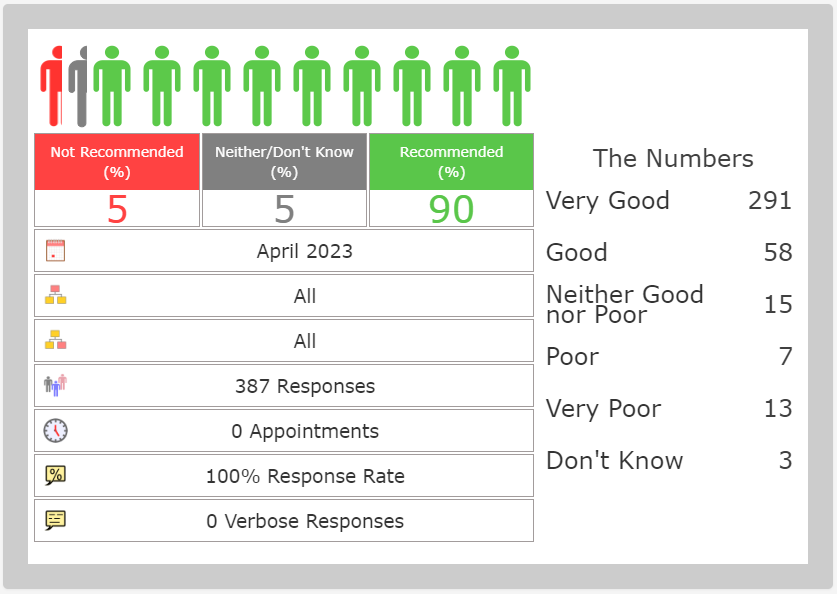 Not Recommended
(%)
Neither/Don't Know
(%)
Recommended
(%)
5
5
90
April 2023
All
All
387 Responses
0 Appointments
%
100% Response Rate
0 Verbose Responses
The Numbers
Very Good 291
Good 58
Neither Good
nor Poor 15
Poor 7
Very Poor 13
Don't Know 3